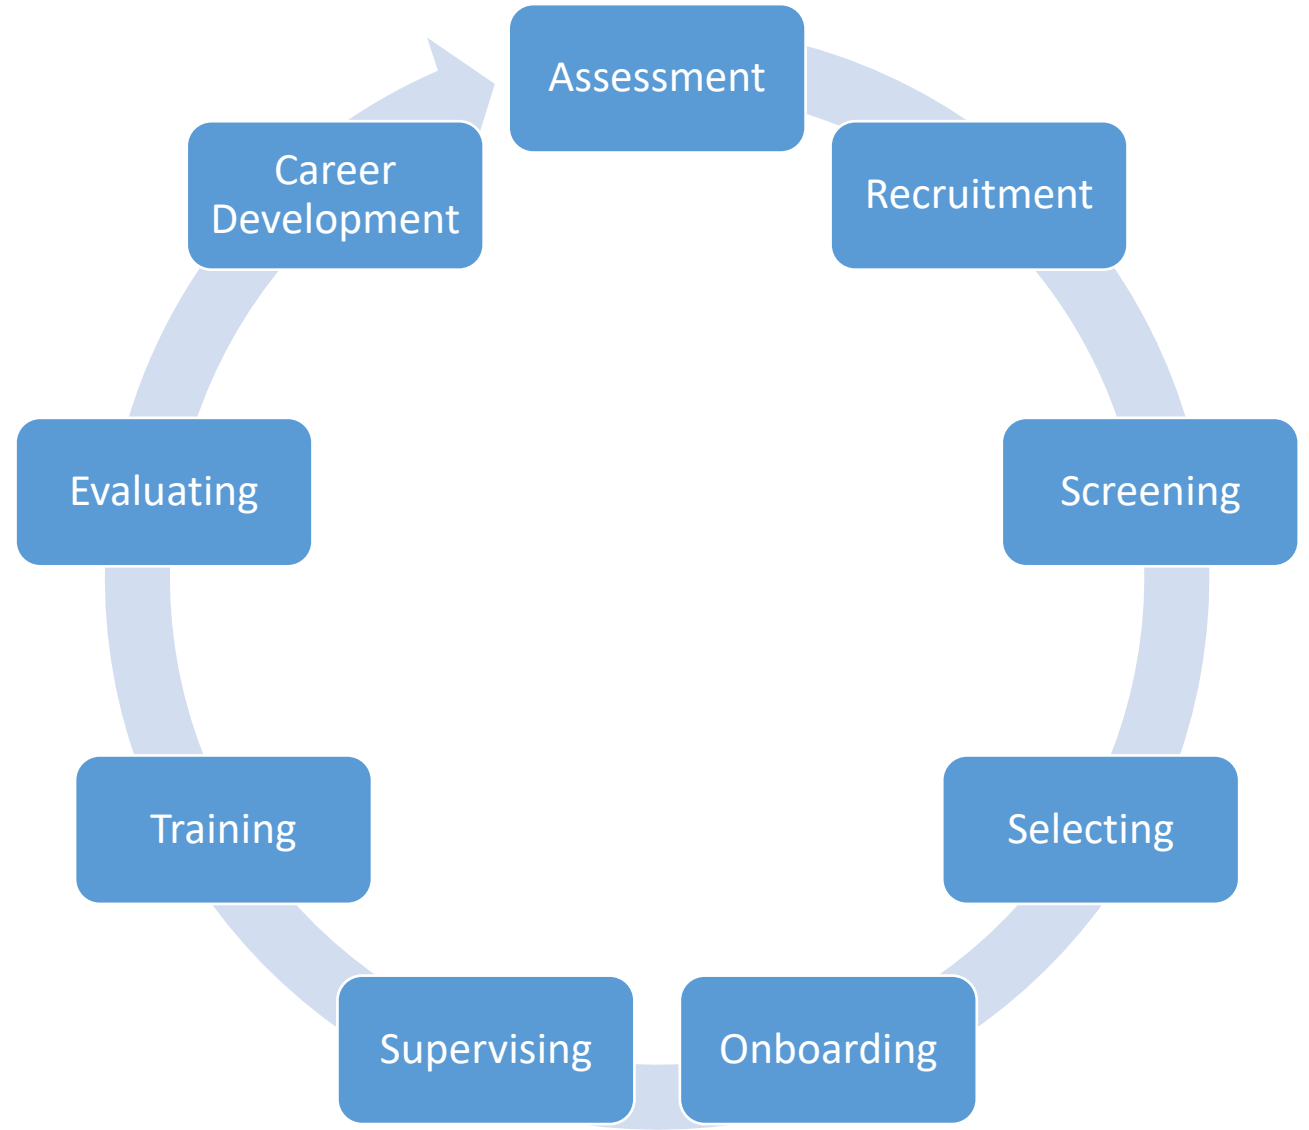 Assessment
Recruitment
Screening
Selecting
Onboarding
Supervising
Training
Evaluating
Career
Development